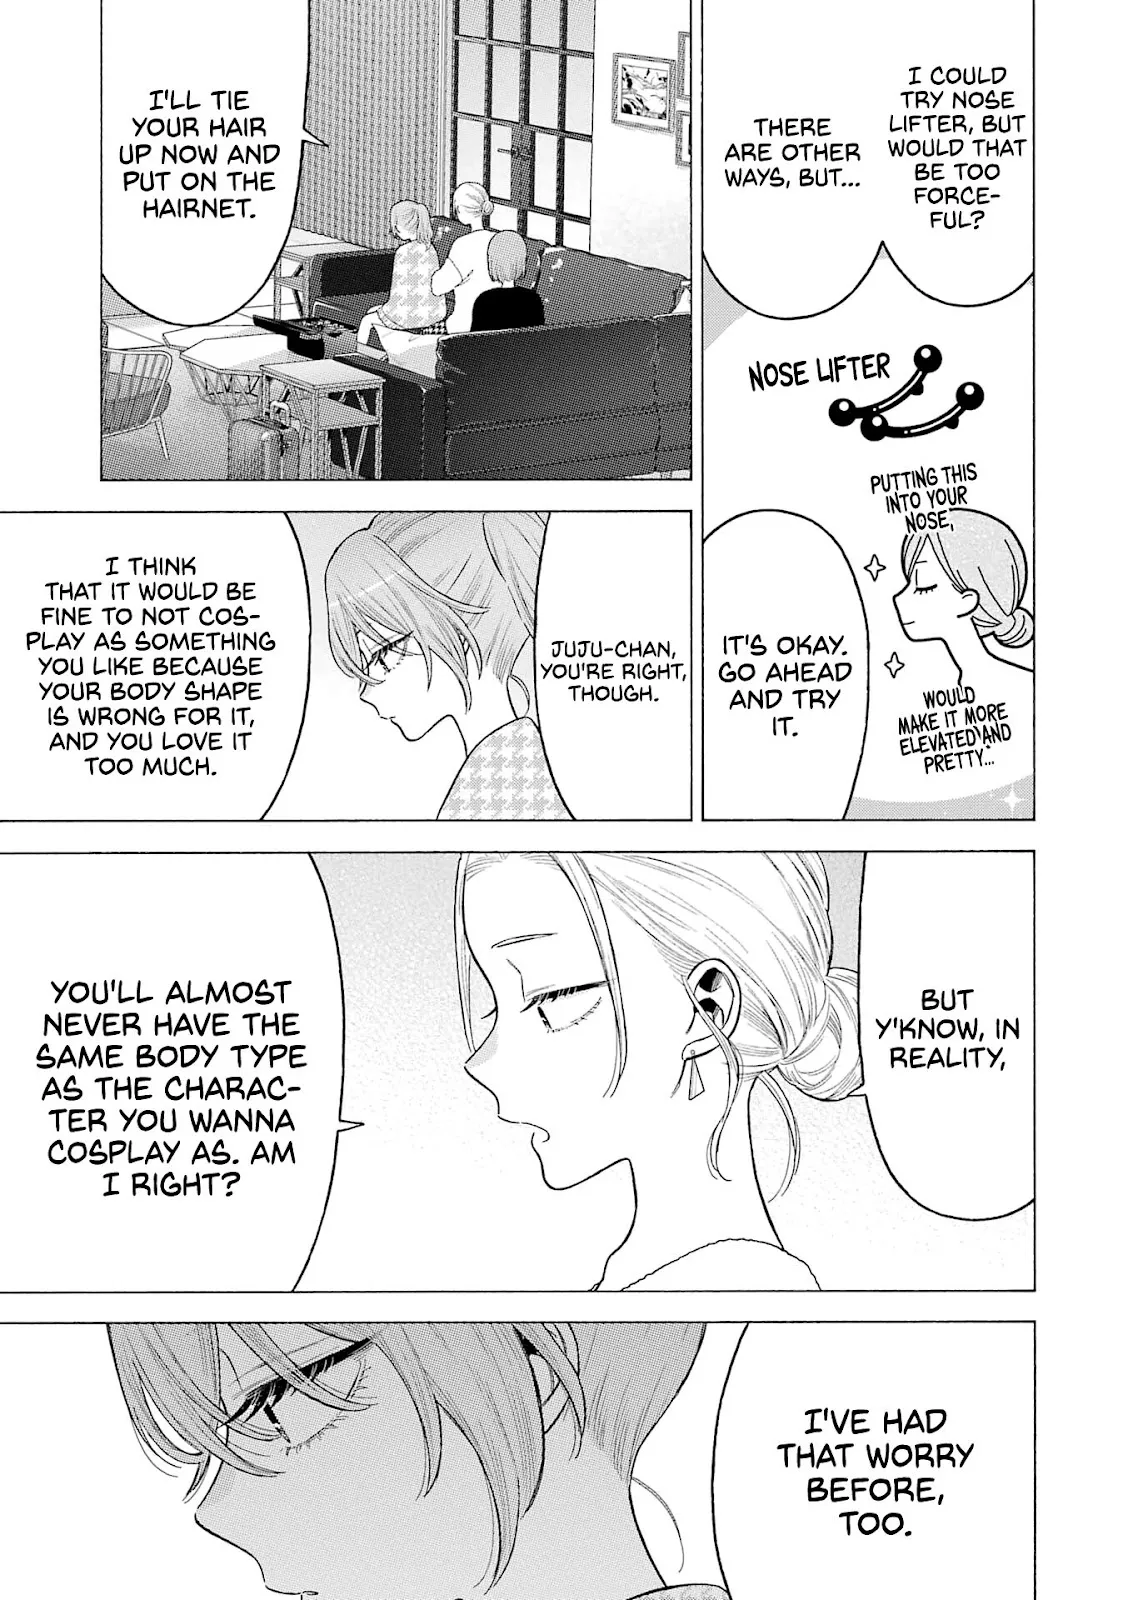 I COULD
TRY NOSE
LIFTER, BUT
WOULD THAT
BE TOO
FORCE-
FUL?
THERE
ARE OTHER
WAYS, BUT...
NOSE LIFTER
PUTTING THIS
INTO YOUR
NOSE,
WOULD
MAKE IT MORE
ELEVATED AND
PRETTY...
IT'S OKAY.
GO AHEAD
AND TRY
IT.
I'LL TIE
YOUR HAIR
UP NOW AND
PUT ON THE
HAIRNET.
JUJU-CHAN,
YOU'RE RIGHT,
THOUGH.
I THINK
THAT IT WOULD BE
FINE TO NOT COS-
PLAY AS SOMETHING
YOU LIKE BECAUSE
YOUR BODY SHAPE
IS WRONG FOR IT,
AND YOU LOVE IT
TOO MUCH.
BUT
Y'KNOW, IN
REALITY,
YOU'LL ALMOST
NEVER HAVE THE
SAME BODY TYPE
AS THE CHARAC-
TER YOU WANNA
COSPLAY AS. AM
I RIGHT?
I'VE HAD
THAT WORRY
BEFORE,
TOO.